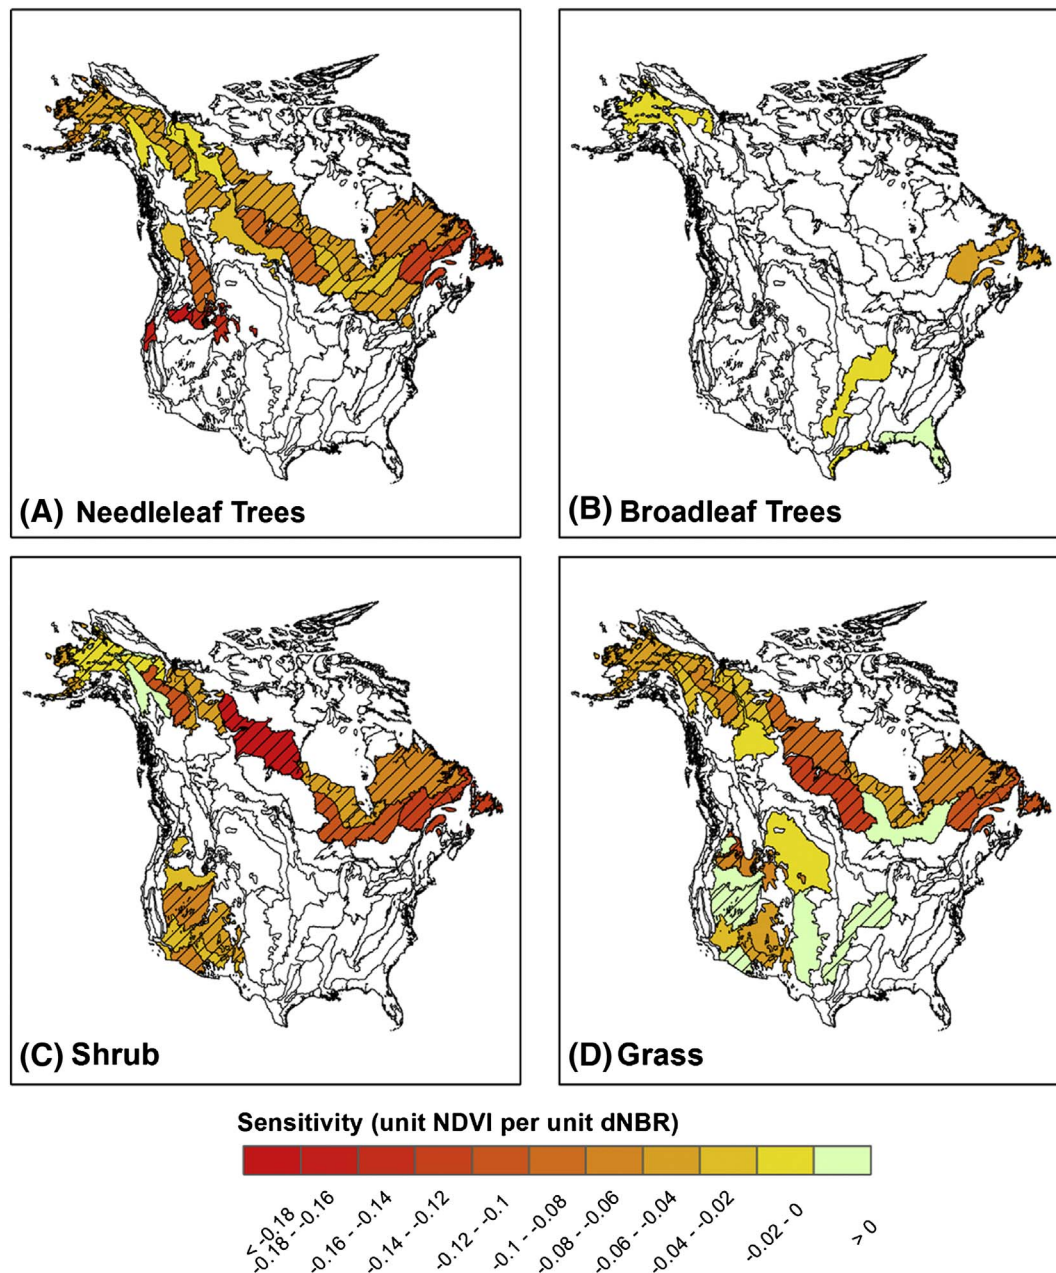 (A) Needleleaf Trees
(B) Broadleaf Trees
(C) Shrub
(D) Grass
Sensitivity (unit NDVI per unit dNBR)
< -0.18
-0.18 - -0.16
-0.16 - -0.14
-0.14 - -0.12
-0.12 - -0.1
-0.1 - -0.08
-0.08 - -0.06
-0.06 - -0.04
-0.04 - -0.02
-0.02 - 0
> 0